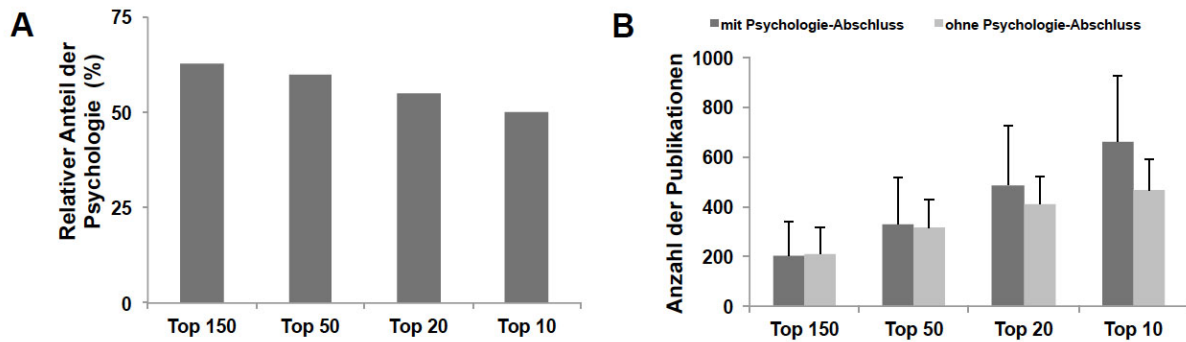 A
Relativer Anteil der
Psychologie (%)
75
50
25
0
Top 150 Top 50 Top 20 Top 10
B
mit Psychologie-Abschluss ohne Psychologie-Abschluss
Anzahl der Publikationen
1000
800
600
400
200
0
Top 150 Top 50 Top 20 Top 10